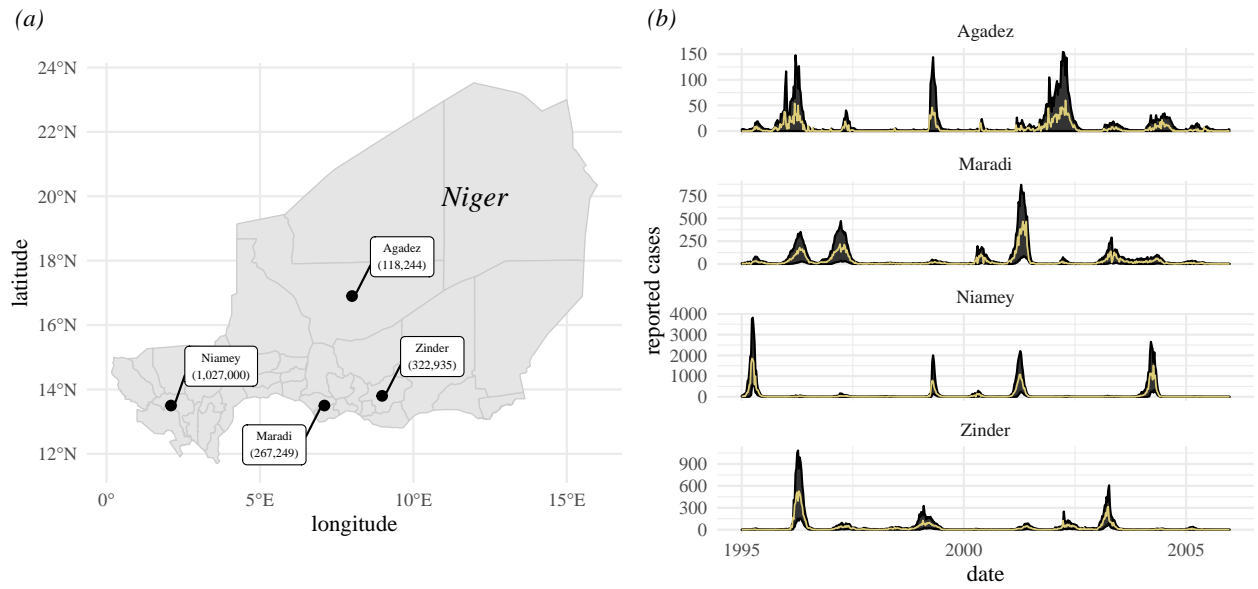 (a)
24°N
22°N
20°N
18°N
16°N
14°N
12°N
latitude
Niger
Agadez
(118,244)
Zinder
(322,935)
Niamey
(1,027,000)
Maradi
(267,249)
0°
5°E
10°E
15°E
longitude
(b)
reported cases
Agadez
150
100
50
0
Maradi
750
500
250
0
Niamey
4000
3000
2000
1000
0
Zinder
900
600
300
0
1995
2000
2005
date